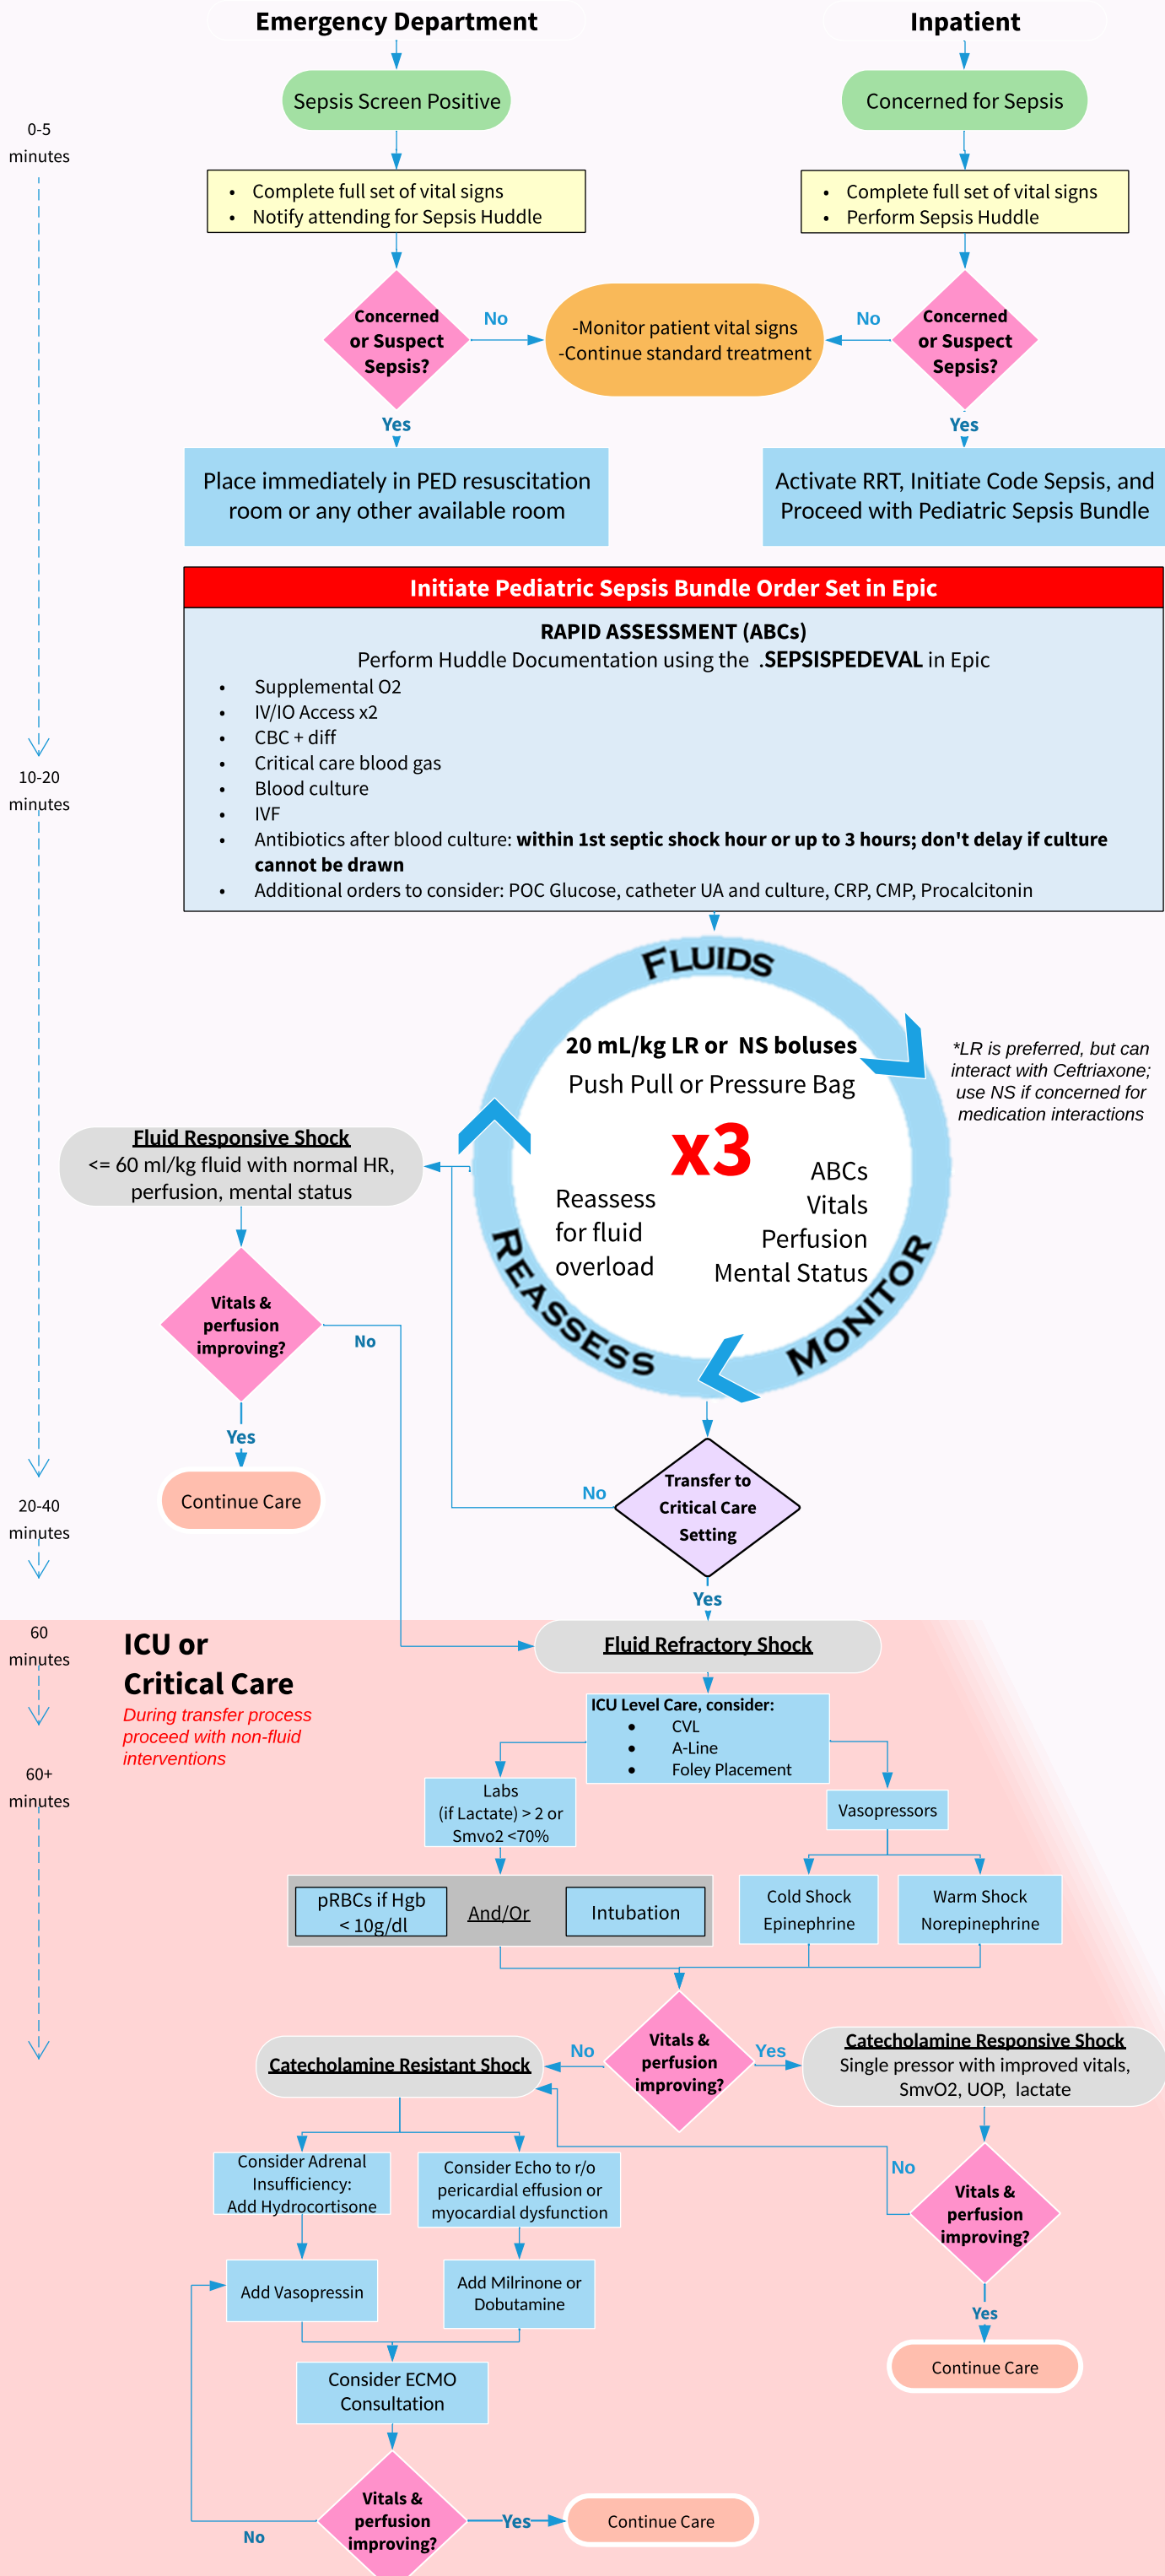 Emergency Department
Inpatient
Sepsis Screen Positive
Concerned for Sepsis
0-5
minutes
• Complete full set of vital signs
• Notify attending for Sepsis Huddle
• Complete full set of vital signs
• Perform Sepsis Huddle
Concerned
or Suspect
Sepsis?
No
-Monitor patient vital signs
-Continue standard treatment
No
Concerned
or Suspect
Sepsis?
Yes
Yes
Place immediately in PED resuscitation
room or any other available room
Activate RRT, Initiate Code Sepsis, and
Proceed with Pediatric Sepsis Bundle
Initiate Pediatric Sepsis Bundle Order Set in Epic
RAPID ASSESSMENT (ABCs)
Perform Huddle Documentation using the .SEPSISPEDEVAL in Epic
• Supplemental O2
• IV/IO Access x2
• CBC + diff
• Critical care blood gas
• Blood culture
• IVF
• Antibiotics after blood culture: within 1st septic shock hour or up to 3 hours; don't delay if culture
cannot be drawn
• Additional orders to consider: POC Glucose, catheter UA and culture, CRP, CMP, Procalcitonin
10-20
minutes
FLUIDS
20 mL/kg LR or NS boluses
Push Pull or Pressure Bag
x3
*LR is preferred, but can
interact with Ceftriaxone;
use NS if concerned for
medication interactions
ABCs
Vitals
Perfusion
Mental Status
Reassess
for fluid
overload
MONITOR
REASSESS
Fluid Responsive Shock
<= 60 ml/kg fluid with normal HR,
perfusion, mental status
Vitals &
perfusion
improving?
No
Yes
Continue Care
Transfer to
Critical Care
Setting
No
Yes
20-40
minutes
60
minutes
ICU or
Critical Care
During transfer process
proceed with non-fluid
interventions
60+
minutes
Fluid Refractory Shock
ICU Level Care, consider:
• CVL
• A-Line
• Foley Placement
Labs
(if Lactate) > 2 or
Smvo2 <70%
Vasopressors
pRBCs if Hgb
< 10g/dl
And/Or
Intubation
Cold Shock
Epinephrine
Warm Shock
Norepinephrine
Vitals &
perfusion
improving?
No
Yes
Catecholamine Resistant Shock
Catecholamine Responsive Shock
Single pressor with improved vitals,
SmvO2, UOP, lactate
Consider Adrenal
Insufficiency:
Add Hydrocortisone
Consider Echo to r/o
pericardial effusion or
myocardial dysfunction
No
Vitals &
perfusion
improving?
Add Vasopressin
Add Milrinone or
Dobutamine
Yes
Continue Care
Consider ECMO
Consultation
Vitals &
perfusion
improving?
No
Yes
Continue Care